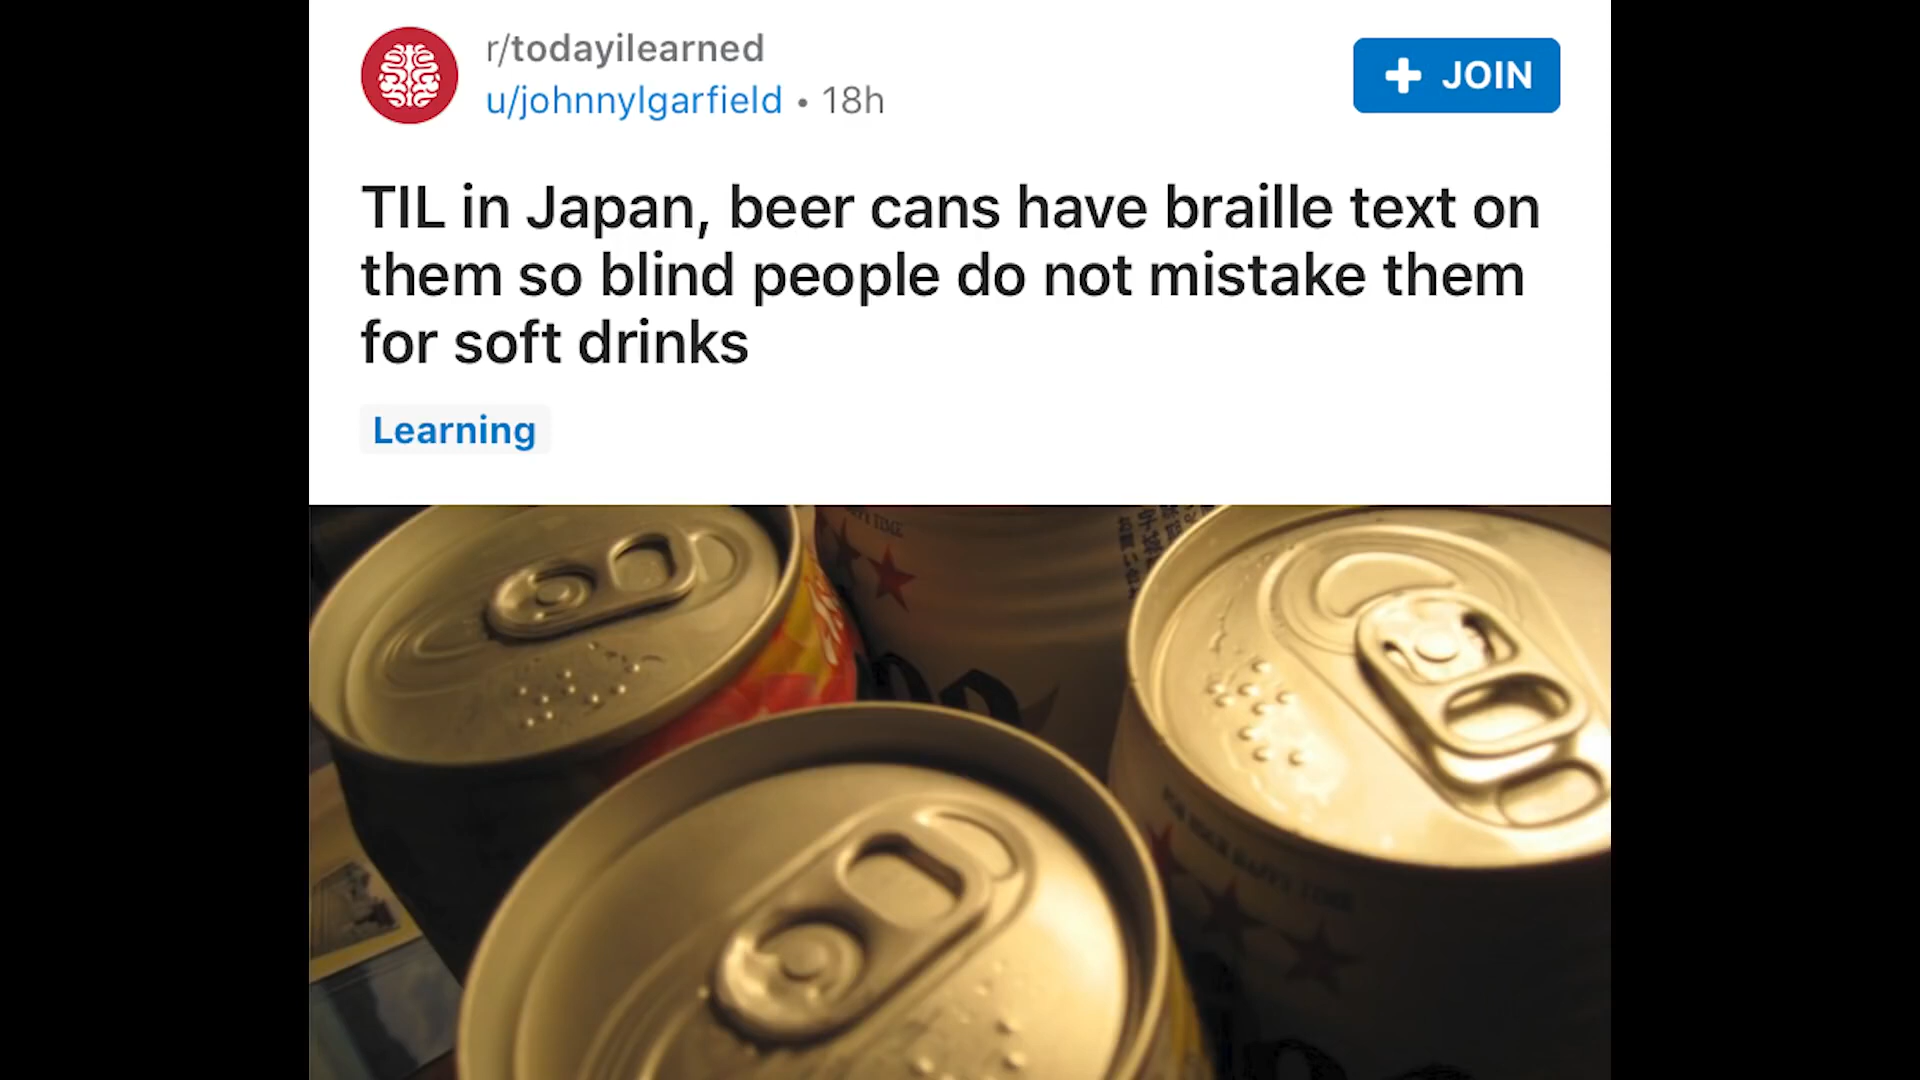 r/todayilearned
u/johnnylgarfield • 18h
JOIN
TIL in Japan, beer cans have braille text on
them so blind people do not mistake them
for soft drinks
Learning
TIME